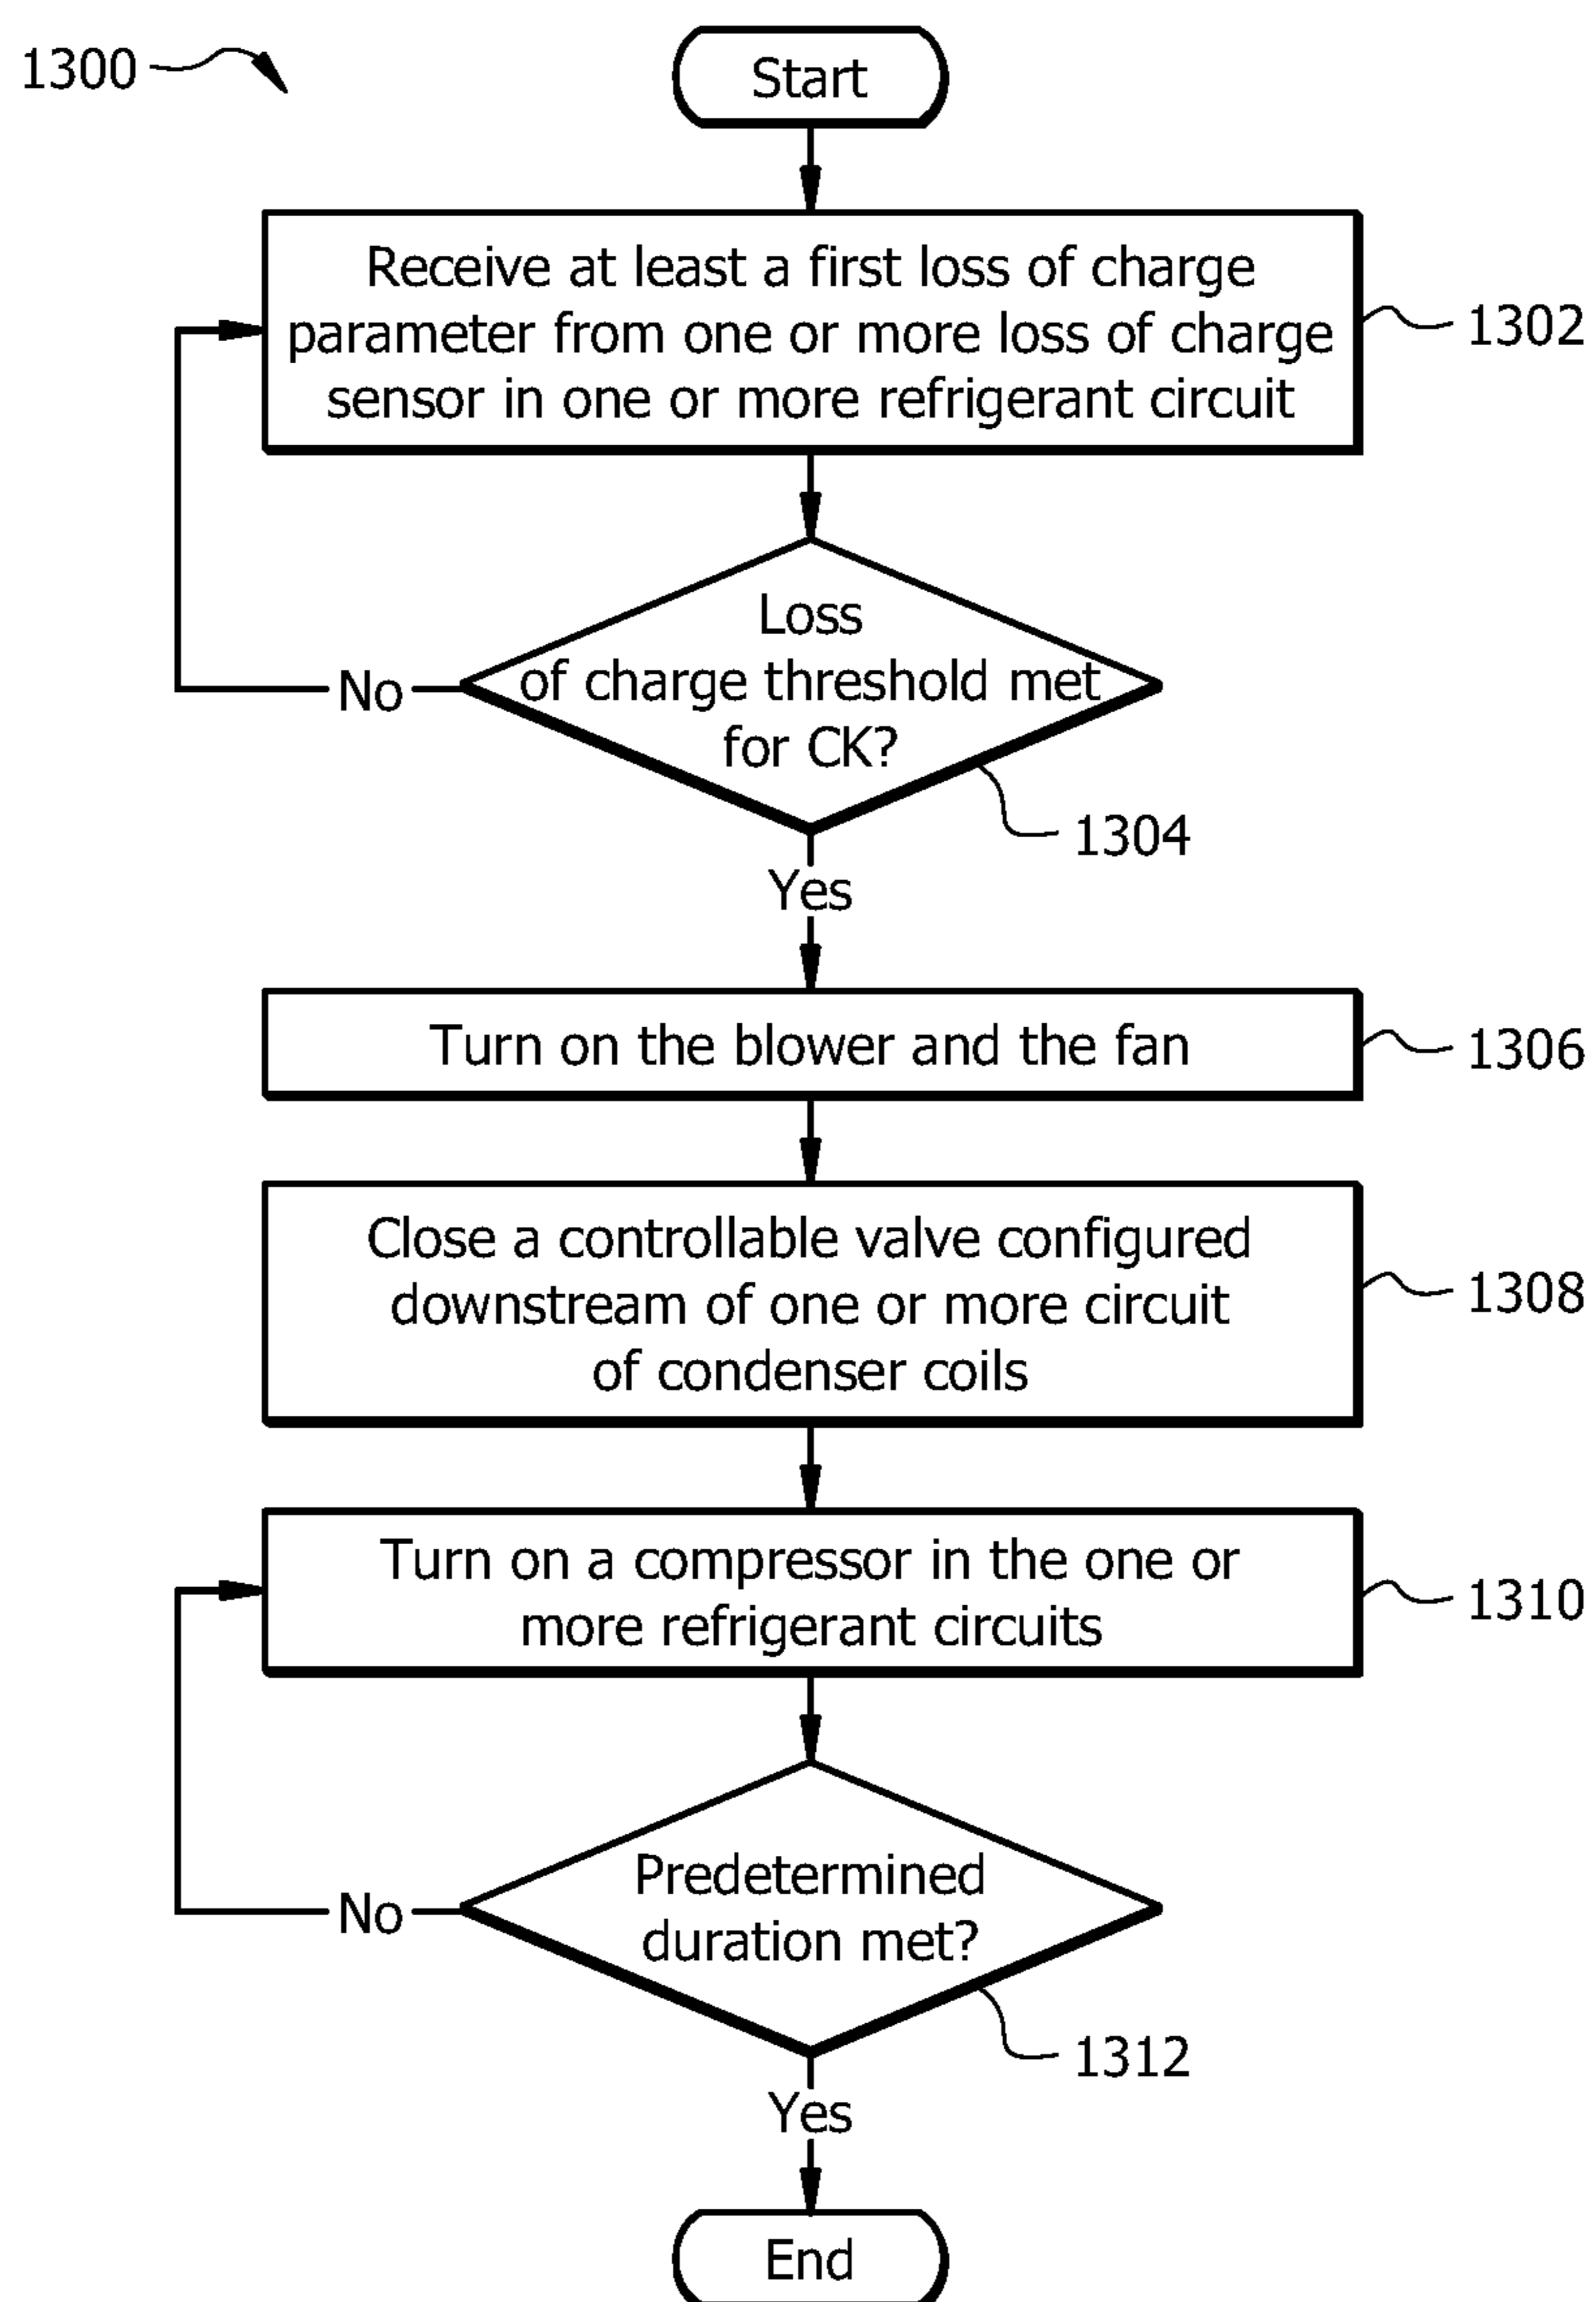 1300
Start
Receive at least a first loss of charge
parameter from one or more loss of charge
sensor in one or more refrigerant circuit
1302
Loss
of charge threshold met
for CK?
No
1304
Yes
Turn on the blower and the fan
1306
Close a controllable valve configured
downstream of one or more circuit
of condenser coils
1308
Turn on a compressor in the one or
more refrigerant circuits
1310
Predetermined
duration met?
No
1312
Yes
End